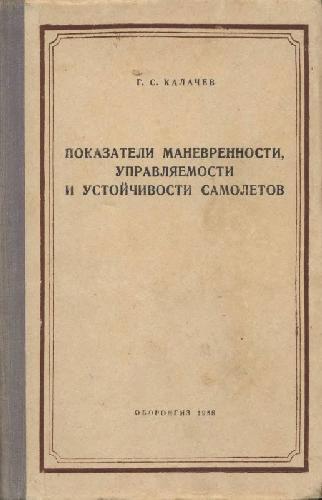 Г. С. КАЛАЧЕВ
ПОКАЗАТЕЛИ МАНЕВРЕННОСТИ,
УПРАВЛЯЕМОСТИ
И УСТОЙЧИВОСТИ САМОЛЕТОВ
ОБОРОНГИЗ 1958